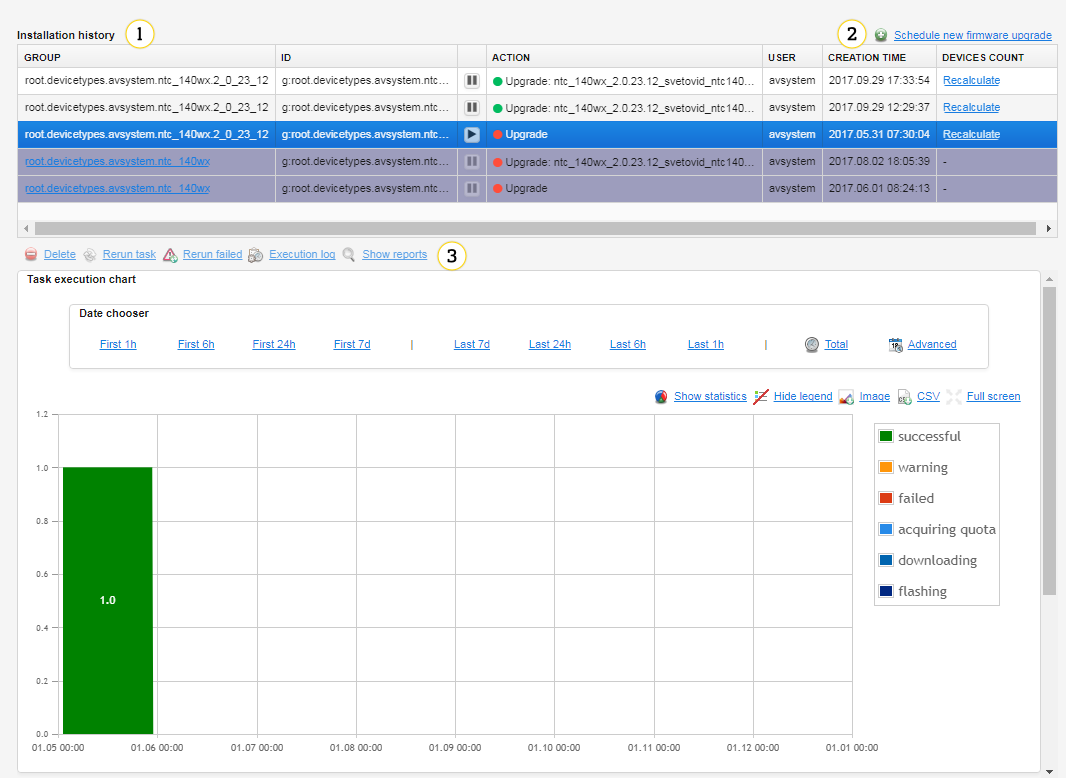 Installation history 1 2 Schedule new firmware upgrade
GROUP ID ACTION USER CREATION TIME DEVICES COUNT
root.devicetypes.avsystem.ntc_140wx.2_0_23_12 g:root.devicetypes.avsystem.ntc... Upgrade: ntc_140wx_2.0.23.12_svetovid_ntc140... avsystem 2017.09.29 17:33:54 Recalculate
root.devicetypes.avsystem.ntc_140wx.2_0_23_12 g:root.devicetypes.avsystem.ntc... Upgrade: ntc_140wx_2.0.23.12_svetovid_ntc140... avsystem 2017.09.29 12:29:37 Recalculate
root.devicetypes.avsystem.ntc_140wx.2_0_23_12 g:root.devicetypes.avsystem.ntc... Upgrade avsystem 2017.05.31 07:30:04 Recalculate
root.devicetypes.avsystem.ntc_140wx g:root.devicetypes.avsystem.ntc... Upgrade: ntc_140wx_2.0.23.12_svetovid_ntc140... avsystem 2017.08.02 18:05:39 -
root.devicetypes.avsystem.ntc_140wx g:root.devicetypes.avsystem.ntc... Upgrade avsystem 2017.06.01 08:24:13 -
Delete Rerun task Rerun failed Execution log Show reports 3
Task execution chart
Date chooser
First 1h First 6h First 24h First 7d | Last 7d Last 24h Last 6h Last 1h | Total Advanced
Show statistics Hide legend Image CSV Full screen
1.2
1.0
0.8
0.6
0.4
0.2
0.0
1.0
01.05 00:00 01.06 00:00 01.07 00:00 01.08 00:00 01.09 00:00 01.10 00:00 01.11 00:00 01.12 00:00 01.01 00:00
successful
warning
failed
acquiring quota
downloading
flashing